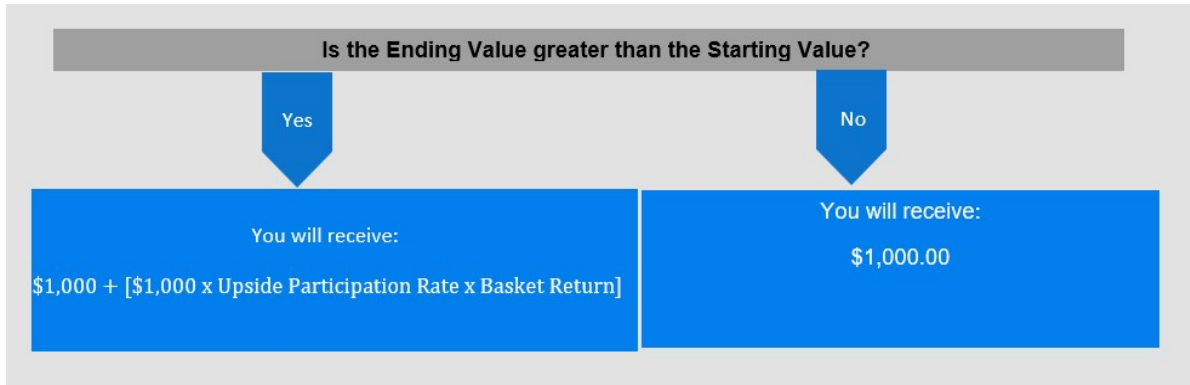 Is the Ending Value greater than the Starting Value?
Yes
No
You will receive:
$1,000 + [$1,000 x Upside Participation Rate x Basket Return]
You will receive:
$1,000.00